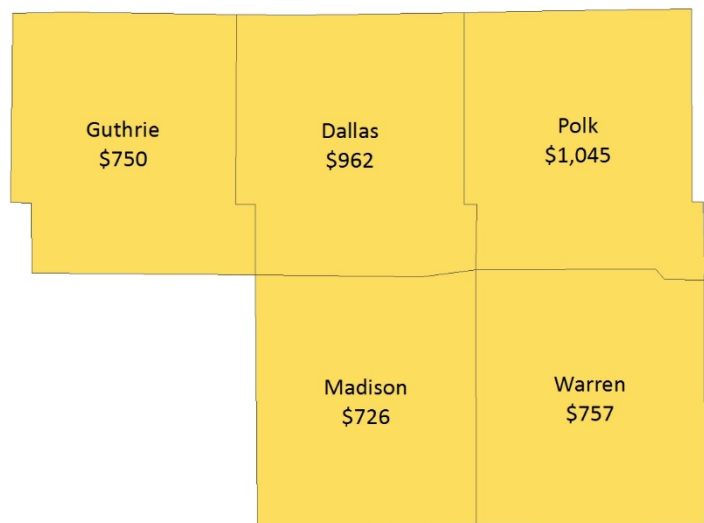 Guthrie
$750
Dallas
$962
Polk
$1,045
Madison
$726
Warren
$757